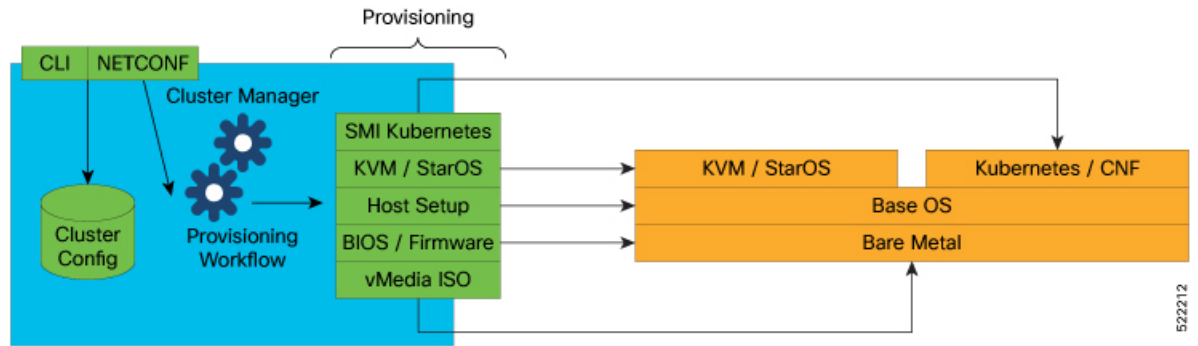 Provisioning
CLI
NETCONF
Cluster Manager
SMI Kubernetes
KVM / StarOS
Host Setup
BIOS / Firmware
vMedia ISO
Cluster
Config
Provisioning
Workflow
KVM / StarOS
Kubernetes / CNF
Base OS
Bare Metal
522212